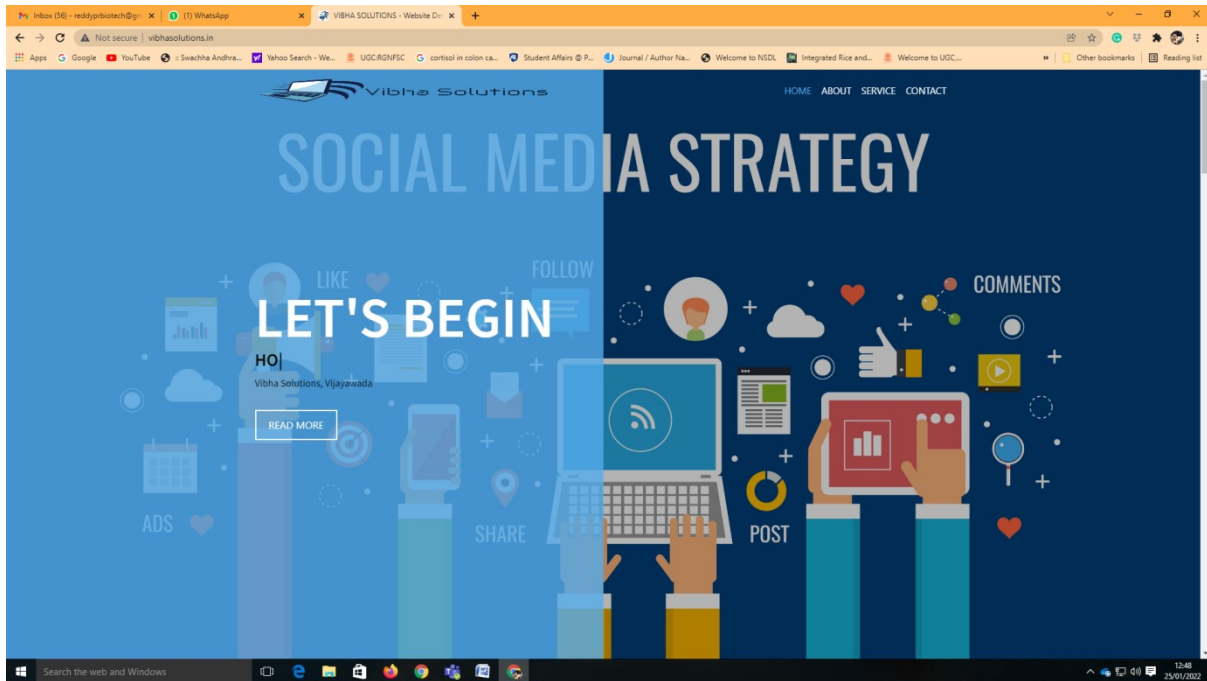 Inbox (56) - reddyprbiotech@gm
(1) WhatsApp
VIBHA SOLUTIONS - Website De
Not secure | vibhasolutions.in
Apps Google YouTube :: Swachha Andhra... Yahoo Search - We... UGC:RGNFSC cortisol in colon ca... Student Affairs @ P... Journal / Author Na... Welcome to NSDL Integrated Rice and... Welcome to UGC,... » Other bookmarks Reading list
Vibha Solutions
HOME ABOUT SERVICE CONTACT
SOCIAL MEDIA STRATEGY
LIKE
FOLLOW
COMMENTS
LET'S BEGIN
HO|
Vibha Solutions, Vijayawada
READ MORE
ADS
SHARE
POST
Search the web and Windows
12:48
25/01/2022